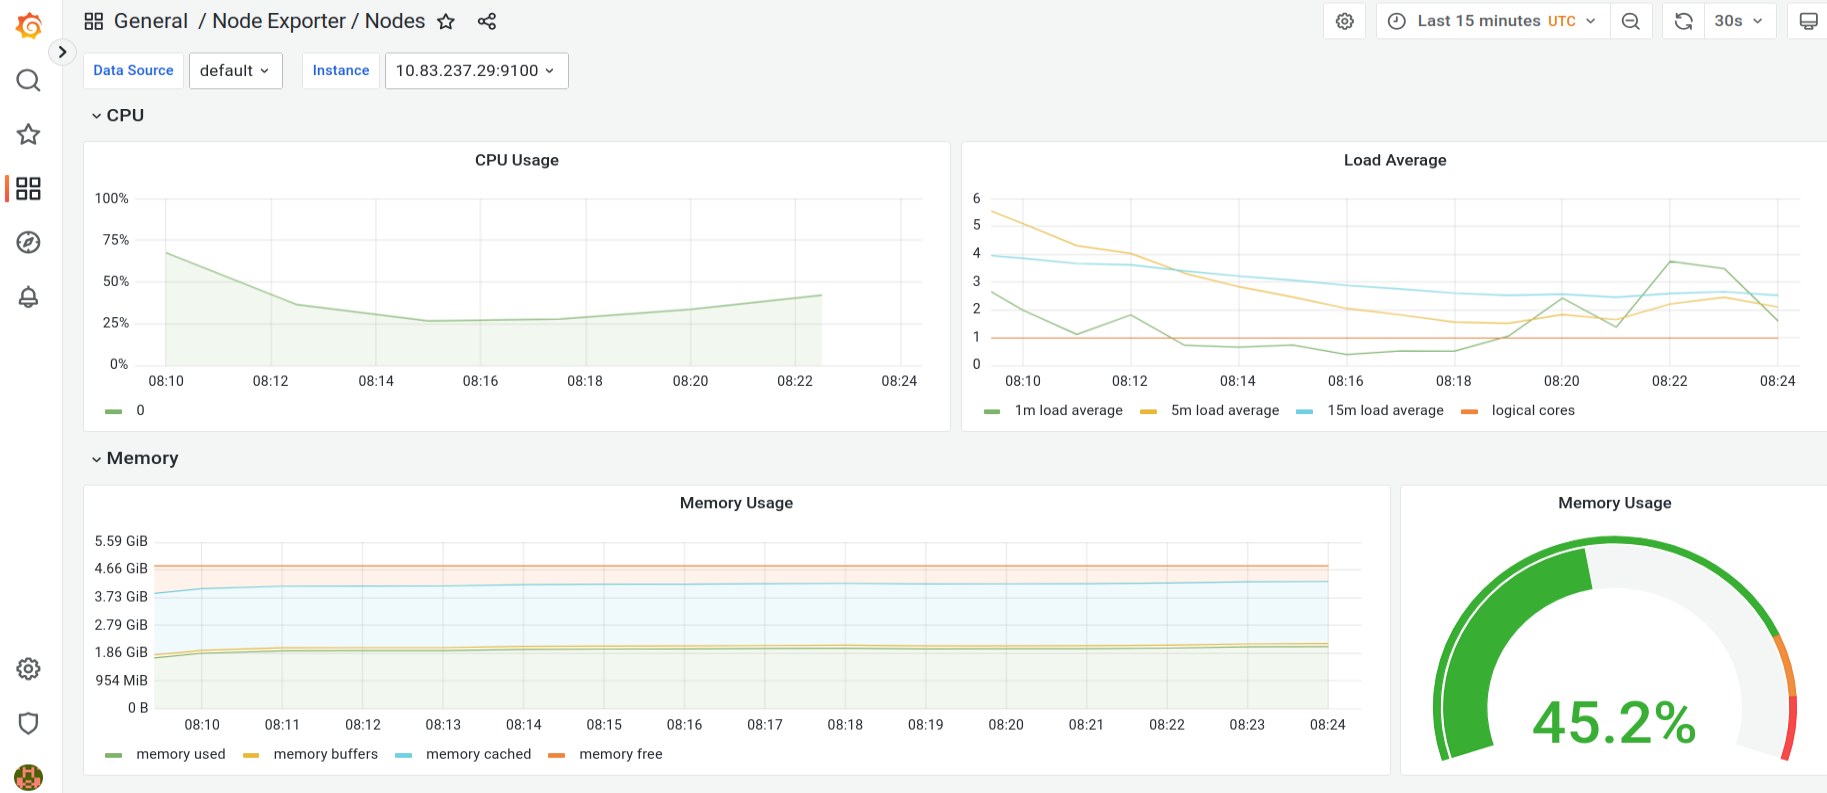 General / Node Exporter / Nodes
Last 15 minutes UTC
30s
Data Source default Instance 10.83.237.29:9100
CPU
CPU Usage
100%
75%
50%
25%
0%
08:10 08:12 08:14 08:16 08:18 08:20 08:22 08:24
0
Load Average
6
5
4
3
2
1
0
08:10 08:12 08:14 08:16 08:18 08:20 08:22 08:24
1m load average 5m load average 15m load average logical cores
Memory
Memory Usage
5.59 GiB
4.66 GiB
3.73 GiB
2.79 GiB
1.86 GiB
954 MiB
0 B
08:10 08:11 08:12 08:13 08:14 08:15 08:16 08:17 08:18 08:19 08:20 08:21 08:22 08:23 08:24
memory used memory buffers memory cached memory free
Memory Usage
45.2%